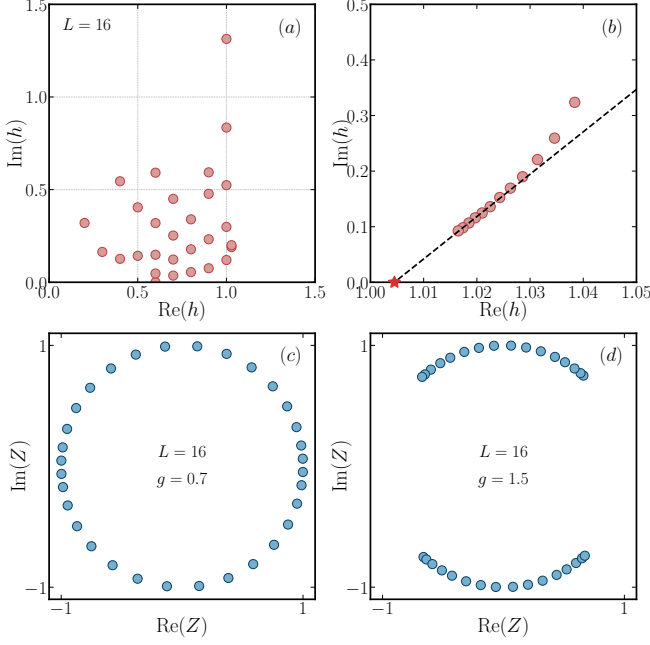 1.5
1.0
0.5
0.0
Im(h)
L = 16
(a)
0.0
0.5
1.0
1.5
Re(h)
0.5
0.4
0.3
0.2
0.1
0.0
Im(h)
(b)
1.00
1.01
1.02
1.03
1.04
1.05
Re(h)
1
−1
Im(Z)
(c)
L = 16
g = 0.7
−1
1
Re(Z)
1
−1
Im(Z)
(d)
L = 16
g = 1.5
−1
1
Re(Z)